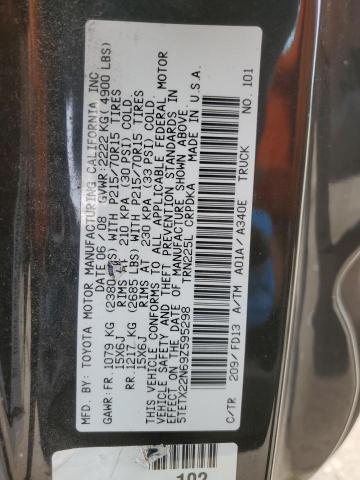 MFD. BY: TOYOTA MOTOR MANUFACTURING CALIFORNIA, INC
DATE: 06 / 08 GVWR: 2222 KG( 4900 LBS)
GAWR: FR. 1079 KG (2380 LBS) WITH P215/70R15 TIRES
15X6J RIMS AT 210 KPA (30 PSI) COLD.
RR. 1217 KG (2685 LBS) WITH P215/70R15 TIRES
15X6J RIMS AT 230 KPA (33 PSI) COLD.
THIS VEHICLE CONFORMS TO ALL APPLICABLE FEDERAL MOTOR
VEHICLE SAFETY AND THEFT PREVENTION STANDARDS IN
EFFECT ON THE DATE OF MANUFACTURE SHOWN ABOVE.
5TETX22N69Z595298 TRN225L CRPDKA MADE IN U.S.A.
C/TR 209/FD13 A/TM A01A/A340E TRUCK NO. 101